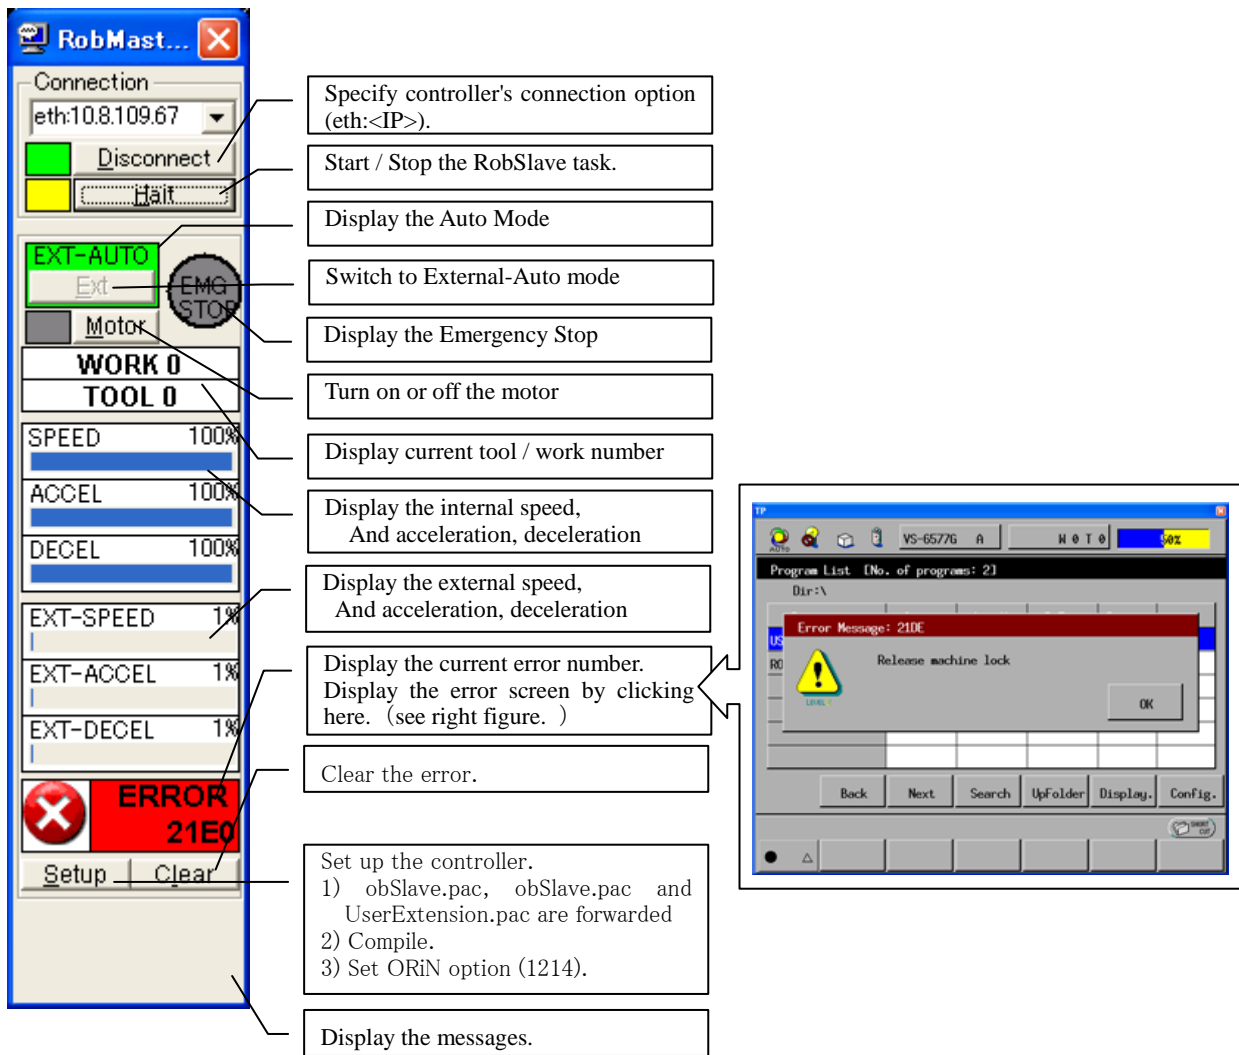 RobMast...
Connection
eth:10.8.109.67
Disconnect
Halt
EXT-AUTO
Ext
EMG
STOP
Motor
WORK 0
TOOL 0
SPEED 100%
ACCEL 100%
DECEL 100%
EXT-SPEED 1%
EXT-ACCEL 1%
EXT-DECEL 1%
ERROR
21E0
Setup Clear
Specify controller's connection option
(eth:<IP>).
Start / Stop the RobSlave task.
Display the Auto Mode
Switch to External-Auto mode
Display the Emergency Stop
Turn on or off the motor
Display current tool / work number
Display the internal speed,
And acceleration, deceleration
Display the external speed,
And acceleration, deceleration
Display the current error number.
Display the error screen by clicking
here. (see right figure. )
Clear the error.
Set up the controller.
1) obSlave.pac, obSlave.pac and
UserExtension.pac are forwarded
2) Compile.
3) Set ORiN option (1214).
Display the messages.
TP
AUTO
VS-6577G A
W 0 T 0
50%
Program List [No. of programs: 2]
Dir:\
US
RO
Error Message: 21DE
Release machine lock
LEVEL
OK
Back Next Search UpFolder Display. Config.
SHORT
CUT